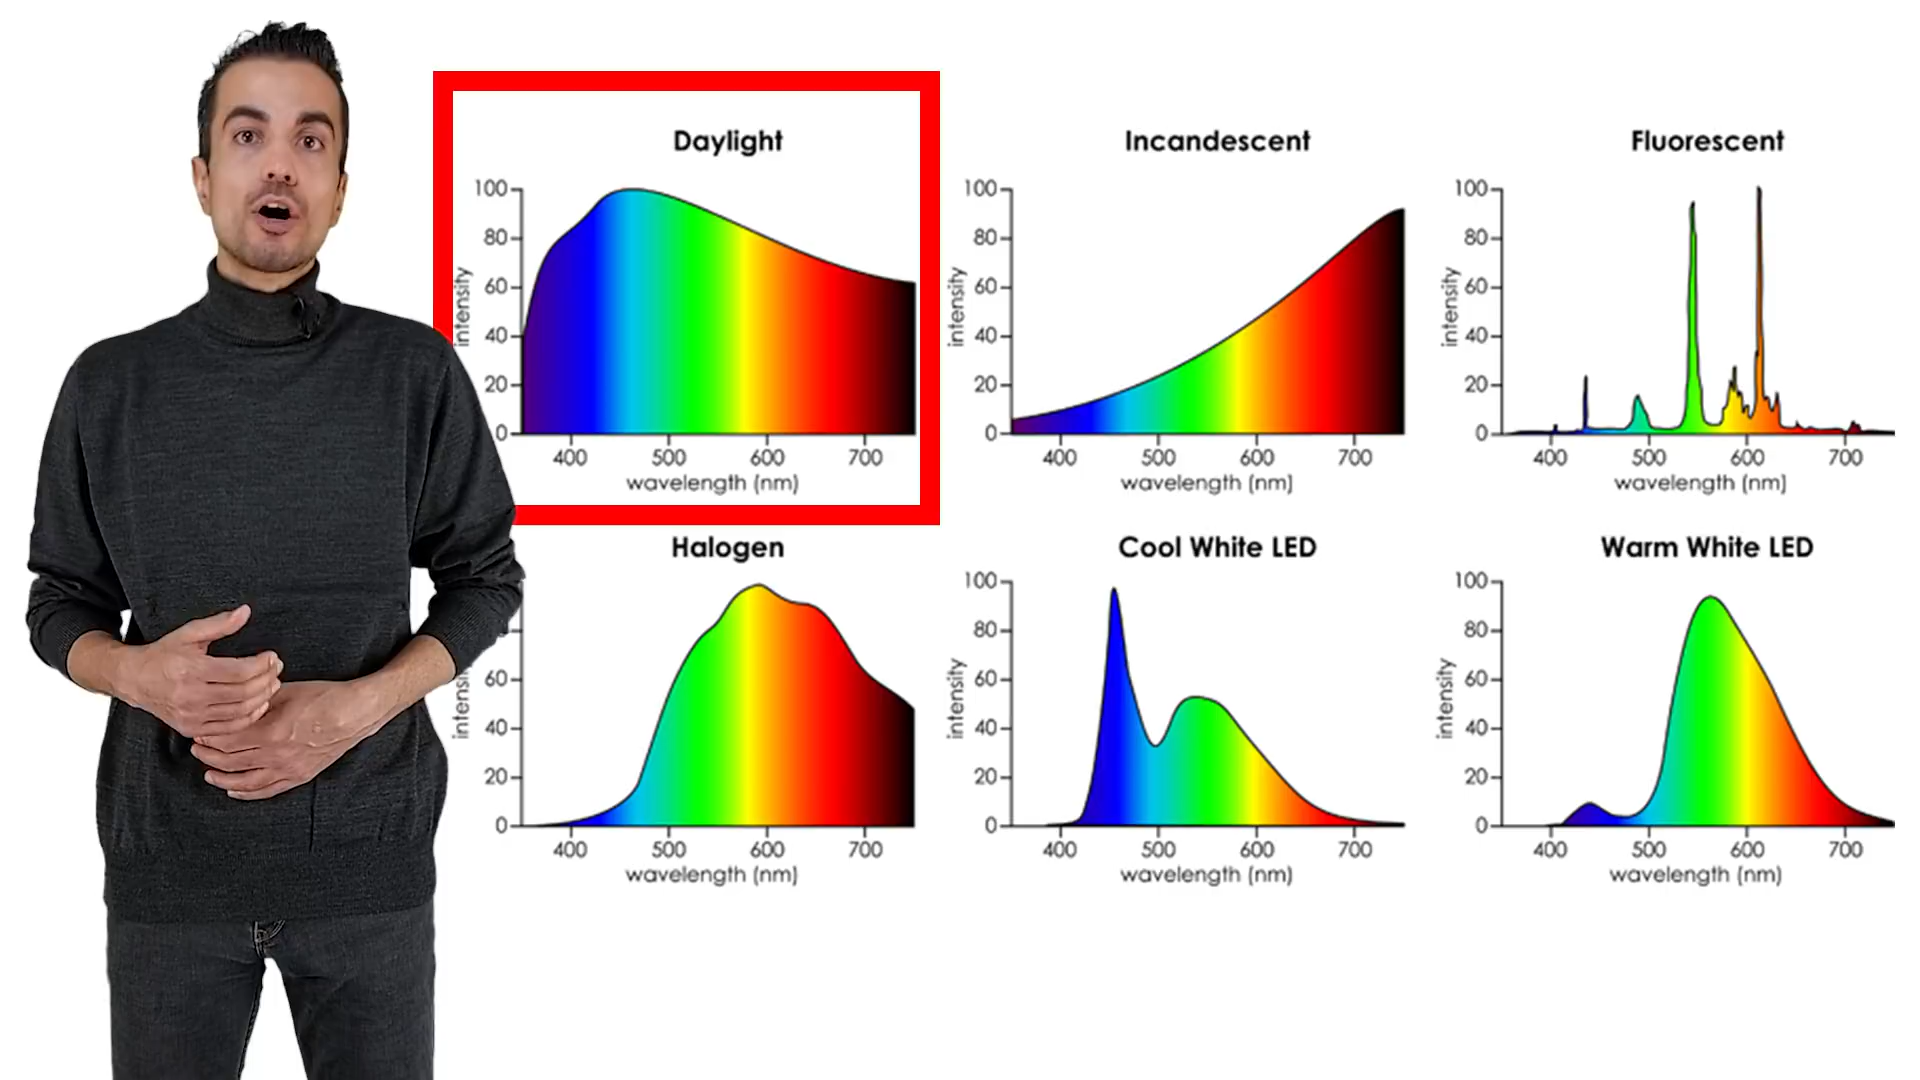 Daylight
100
80
60
40
20
0
intensity
400 500 600 700
wavelength (nm)
Incandescent
100
80
60
40
20
0
intensity
400 500 600 700
wavelength (nm)
Fluorescent
100
80
60
40
20
0
intensity
400 500 600 700
wavelength (nm)
Halogen
60
40
20
0
400 500 600 700
wavelength (nm)
Cool White LED
100
80
60
40
20
0
intensity
400 500 600 700
wavelength (nm)
Warm White LED
100
80
60
40
20
0
intensity
400 500 600 700
wavelength (nm)